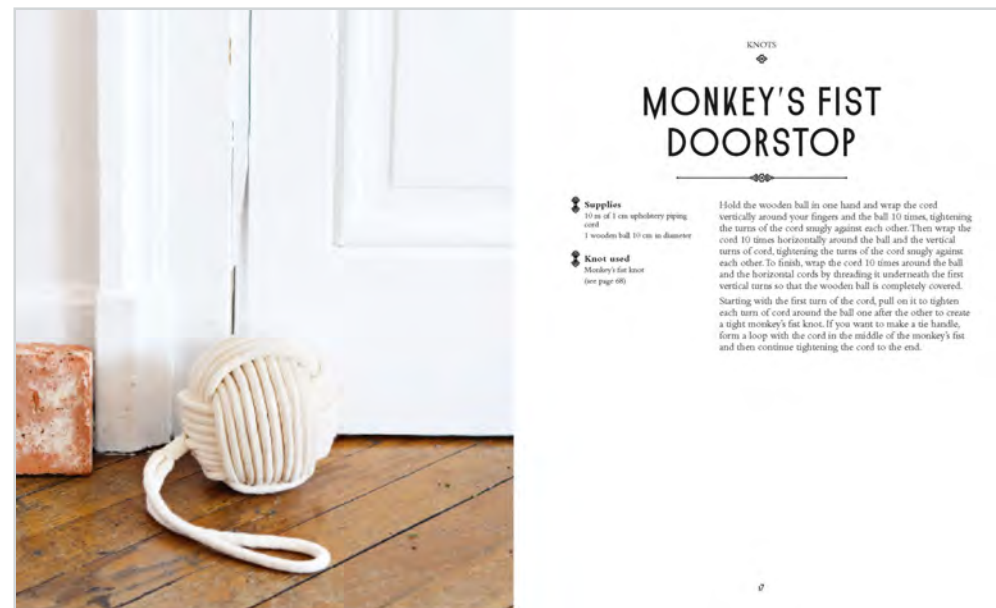 KNOTS
MONKEY'S FIST
DOORSTOP
Supplies
10 m of 1 cm upholstery piping
cord
1 wooden ball 10 cm in diameter
Knot used
Monkey's fist knot
(see page 68)
Hold the wooden ball in one hand and wrap the cord
vertically around your fingers and the ball 10 times, tightening
the turns of the cord snugly against each other. Then wrap the
cord 10 times horizontally around the ball and the vertical
turns of cord, tightening the turns of the cord snugly against
each other. To finish, wrap the cord 10 times around the ball
and the horizontal cords by threading it underneath the first
vertical turns so that the wooden ball is completely covered.
Starting with the first turn of the cord, pull on it to tighten
each turn of cord around the ball one after the other to create
a tight monkey's fist knot. If you want to make a tie handle,
form a loop with the cord in the middle of the monkey's fist
and then continue tightening the cord to the end.